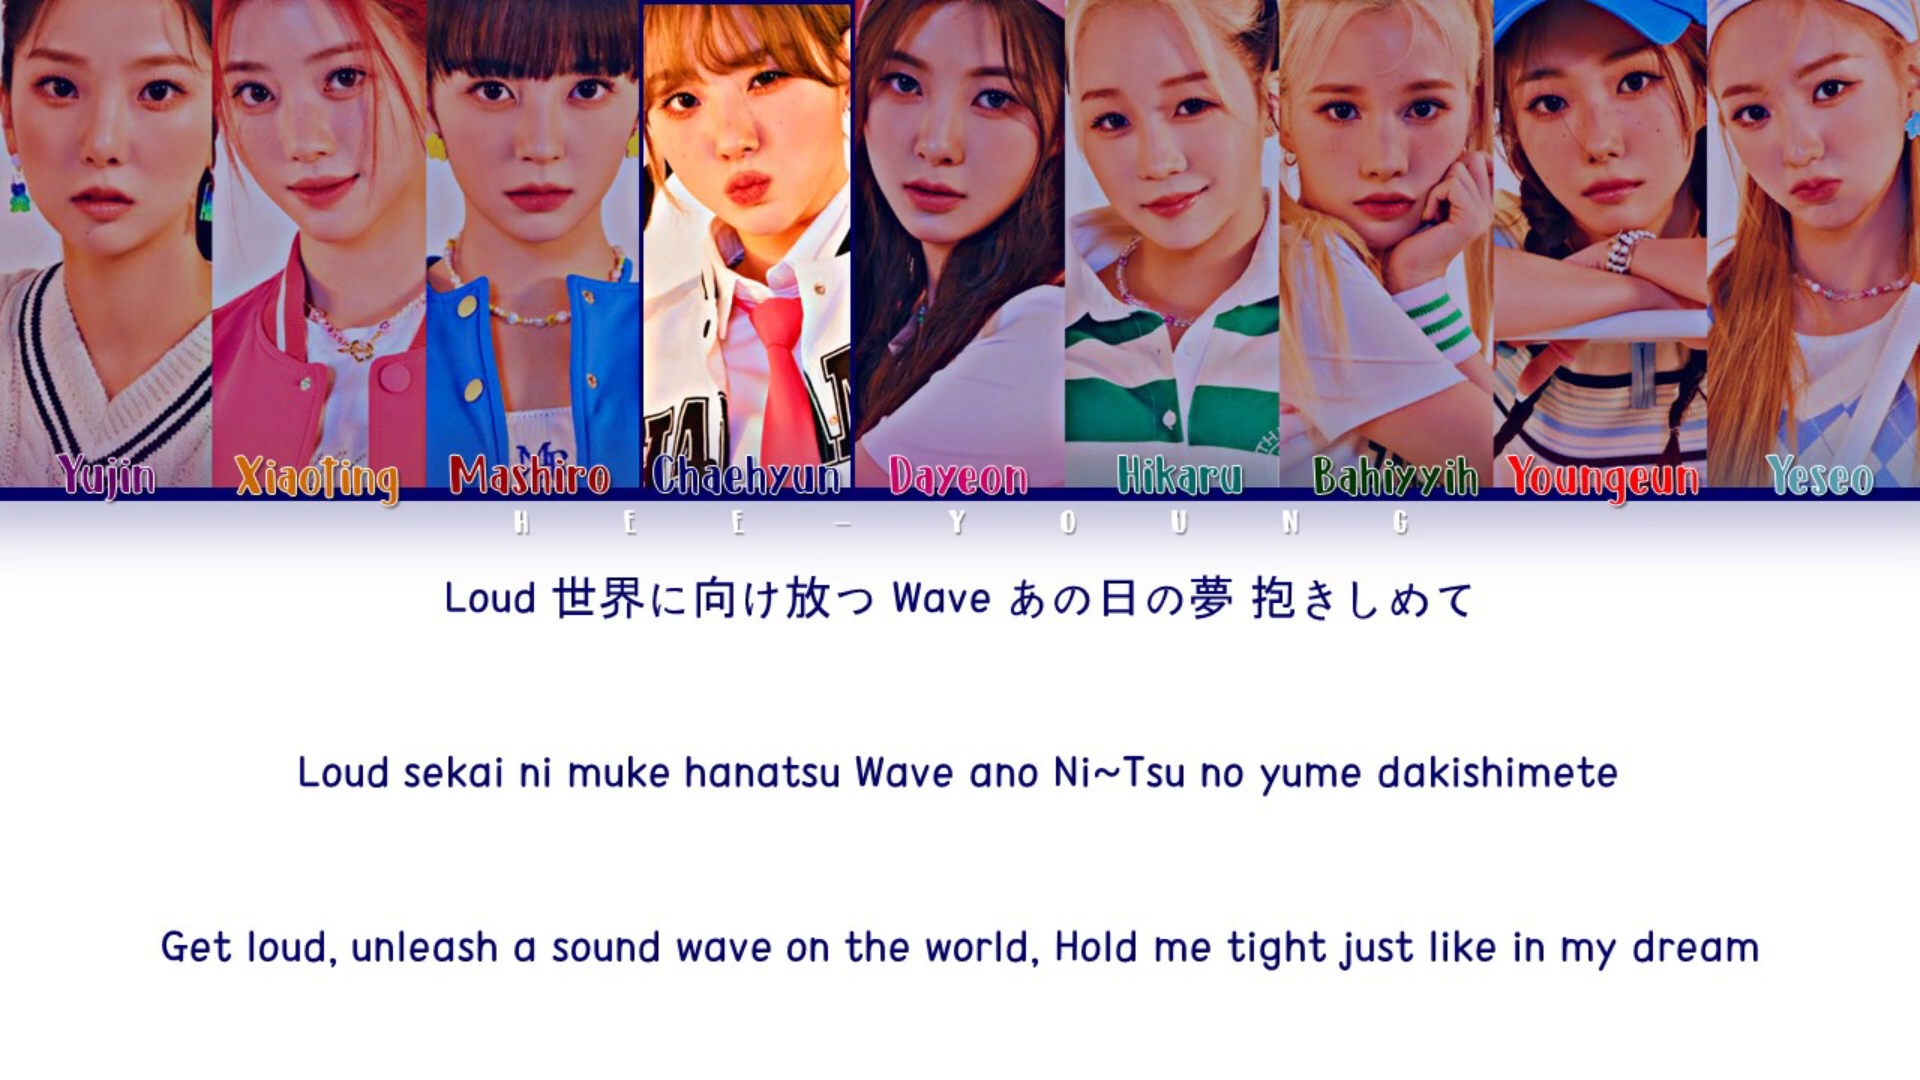 Yujin Xiaoting Mashiro Chaehyun Dayeon Hikaru Bahiyyih Youngeun Yeseo
HEE-YOUNG
Loud 世界に向け放つ Wave あの日の夢 抱きしめて
Loud sekai ni muke hanatsu Wave ano Ni~Tsu no yume dakishimete
Get loud, unleash a sound wave on the world, Hold me tight just like in my dream